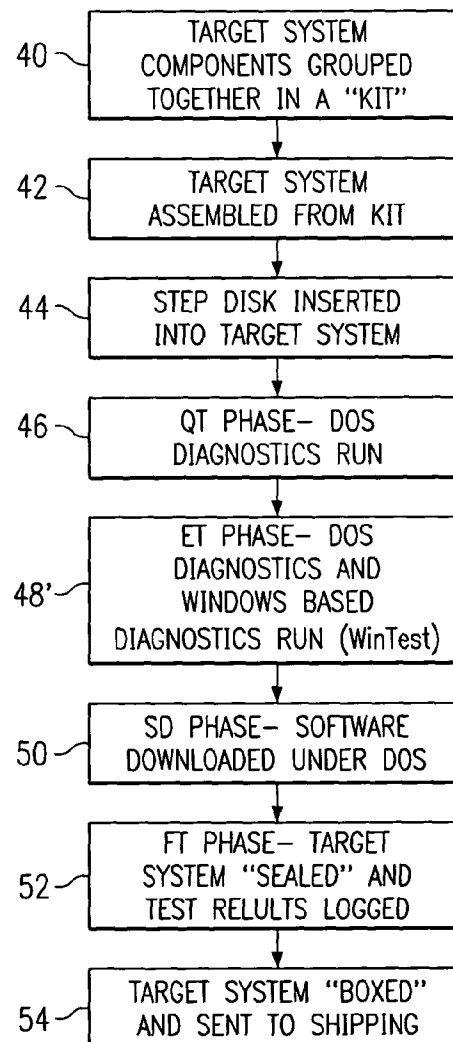 40
TARGET SYSTEM
COMPONENTS GROUPED
TOGETHER IN A “KIT”
42
TARGET SYSTEM
ASSEMBLED FROM KIT
44
STEP DISK INSERTED
INTO TARGET SYSTEM
46
QT PHASE– DOS
DIAGNOSTICS RUN
48'
ET PHASE– DOS
DIAGNOSTICS AND
WINDOWS BASED
DIAGNOSTICS RUN (WinTest)
50
SD PHASE– SOFTWARE
DOWNLOADED UNDER DOS
52
FT PHASE– TARGET
SYSTEM “SEALED” AND
TEST RELULTS LOGGED
54
TARGET SYSTEM “BOXED”
AND SENT TO SHIPPING